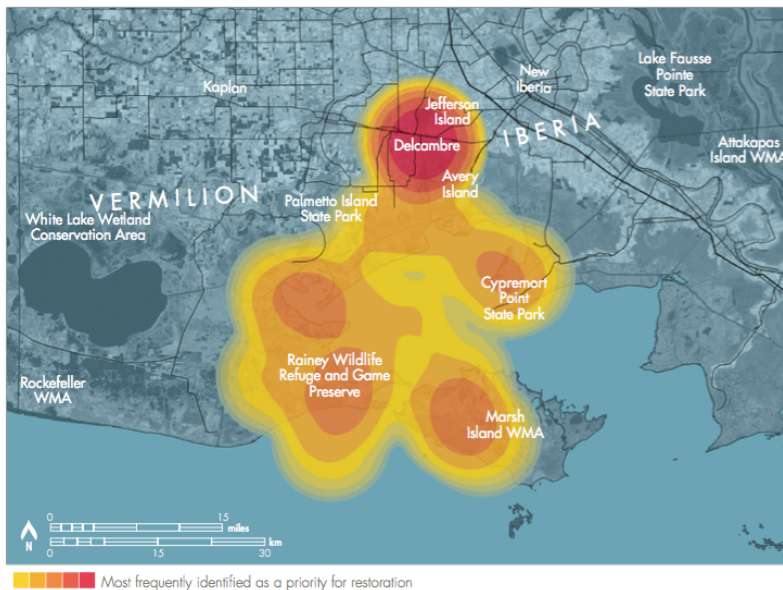 Lake Fausse
Pointe
State Park
New
Iberia
Kaplan
Jefferson
Island
IBERIA
Delcambre
Attakapas
Island WMA
Avery
Island
VERMILION
Palmetto Island
State Park
White Lake Wetland
Conservation Area
Cypremort
Point
State Park
Rainey Wildlife
Refuge and Game
Preserve
Rockefeller
WMA
Marsh
Island WMA
0 15
miles
km
0 15 30
N
Most frequently identified as a priority for restoration